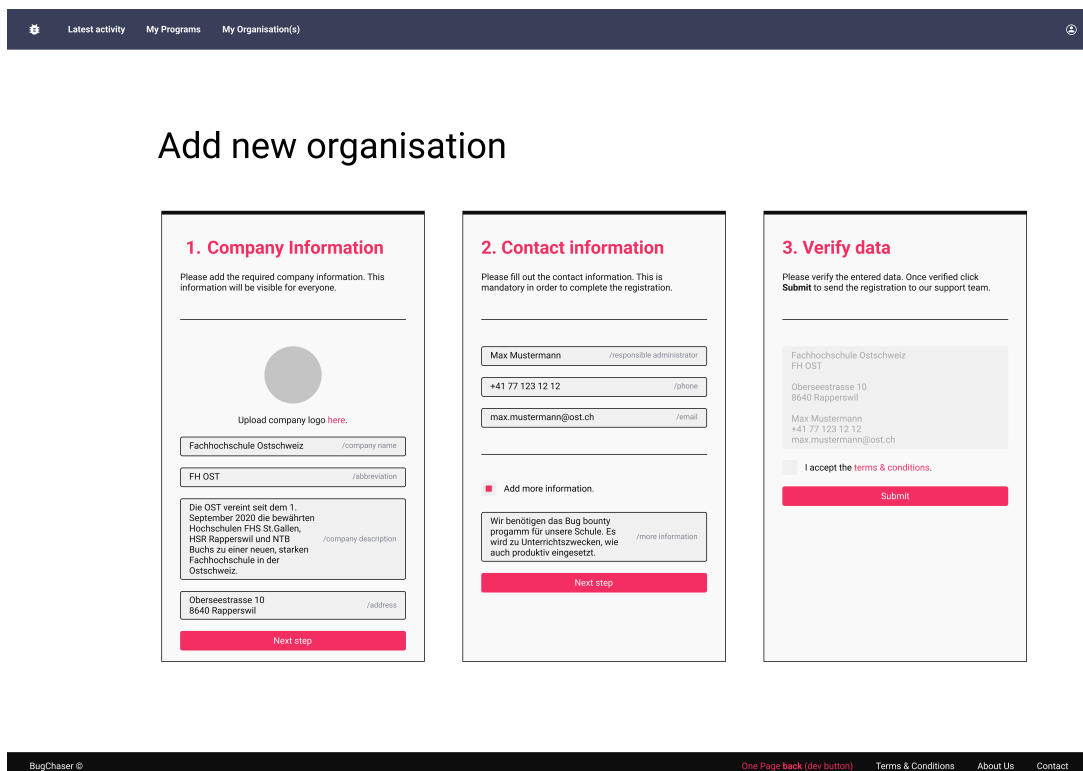 Latest activity My Programs My Organisation(s)
Add new organisation
1. Company Information
Please add the required company information. This
information will be visible for everyone.
Upload company logo here.
Fachhochschule Ostschweiz /company name
FH OST /abbreviation
Die OST vereint seit dem 1.
September 2020 die bewährten
Hochschulen FHS St.Gallen,
HSR Rapperswil und NTB /company description
Buchs zu einer neuen, starken
Fachhochschule in der
Ostschweiz.
Oberseestrasse 10
8640 Rapperswil /address
Next step
2. Contact information
Please fill out the contact information. This is
mandatory in order to complete the registration.
Max Mustermann /responsible administrator
+41 77 123 12 12 /phone
max.mustermann@ost.ch /email
Add more information.
Wir benötigen das Bug bounty
progamm für unsere Schule. Es
wird zu Unterrichtszwecken, wie /more information
auch produktiv eingesetzt.
Next step
3. Verify data
Please verify the entered data. Once verified click
Submit to send the registration to our support team.
Fachhochschule Ostschweiz
FH OST
Oberseestrasse 10
8640 Rapperswil
Max Mustermann
+41 77 123 12 12
max.mustermann@ost.ch
I accept the terms & conditions.
Submit
BugChaser © One Page back (dev button) Terms & Conditions About Us Contact